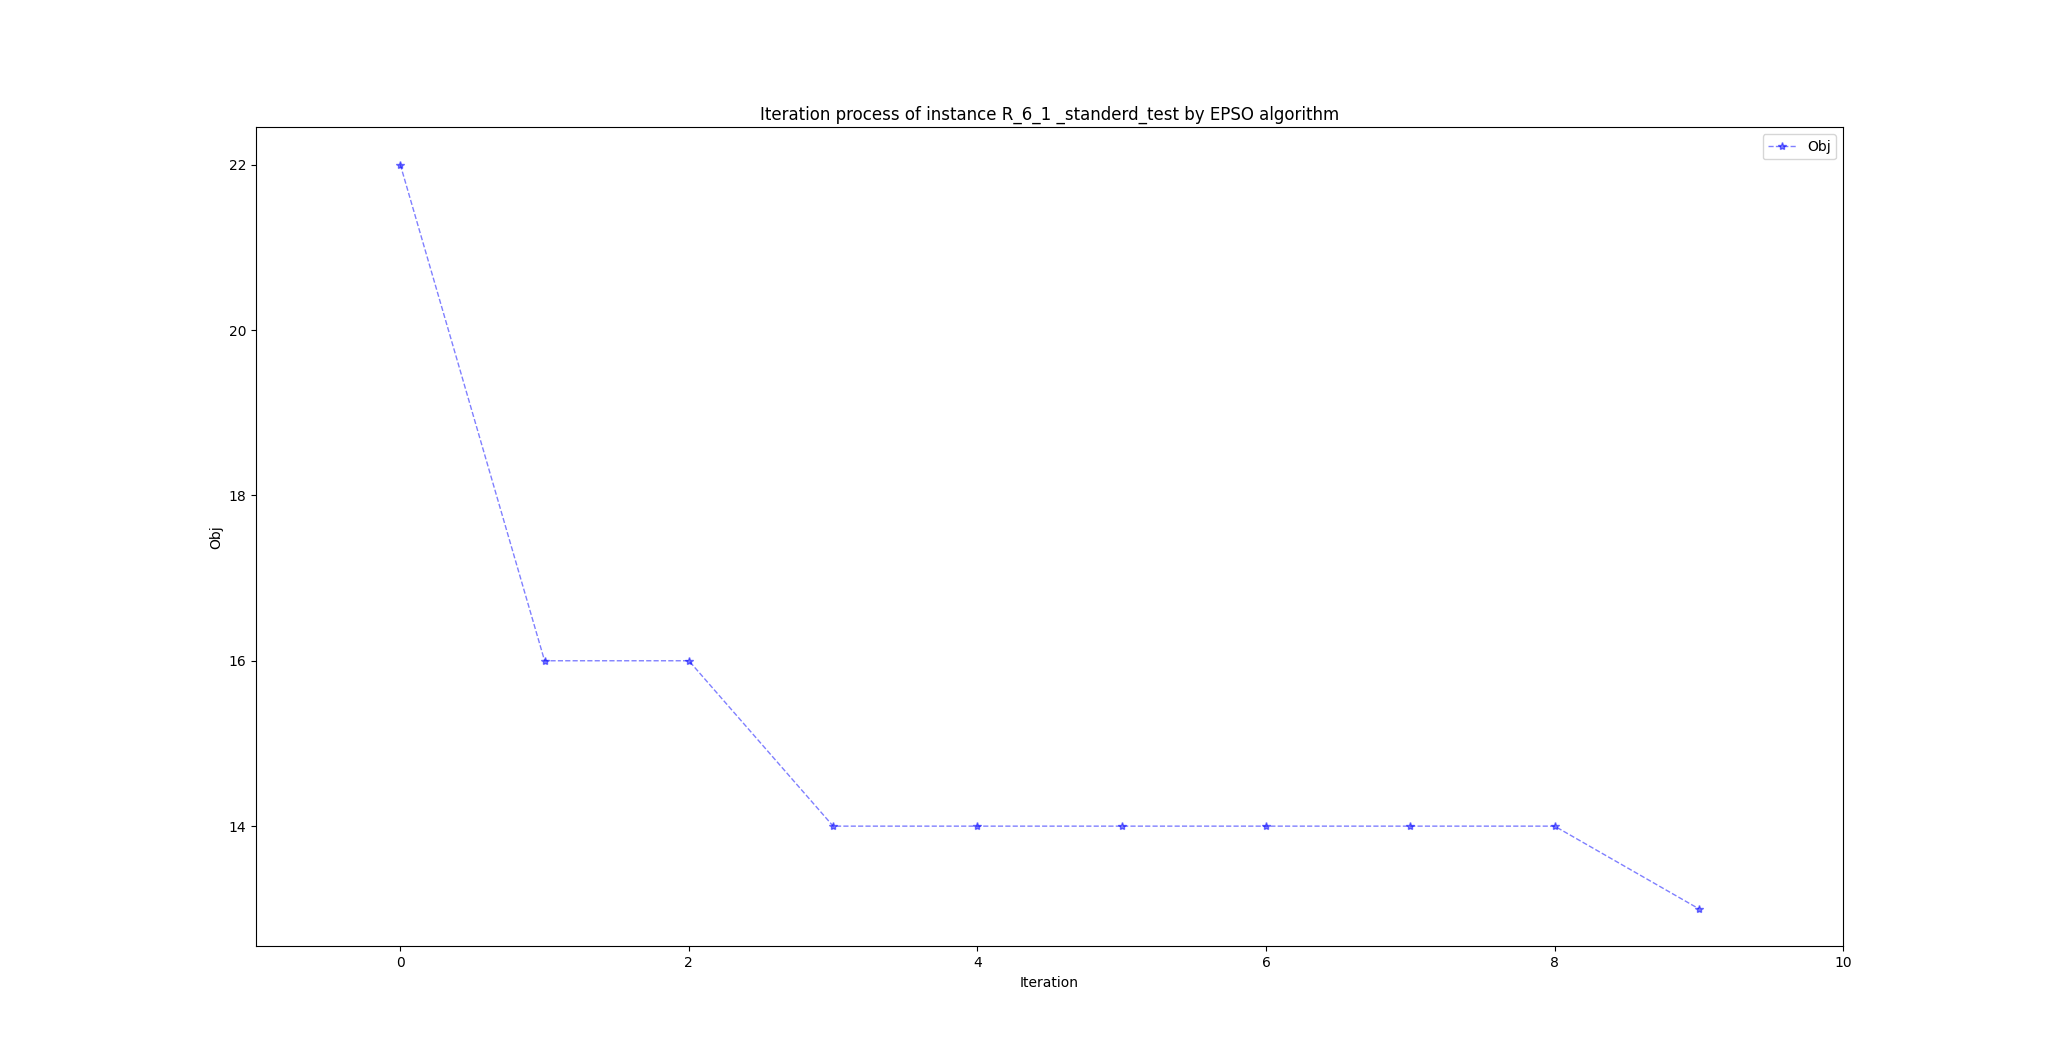 Iteration process of instance R_6_1 _standerd_test by EPSO algorithm
Obj
22
20
18
16
14
Obj
0 2 4 6 8 10
Iteration